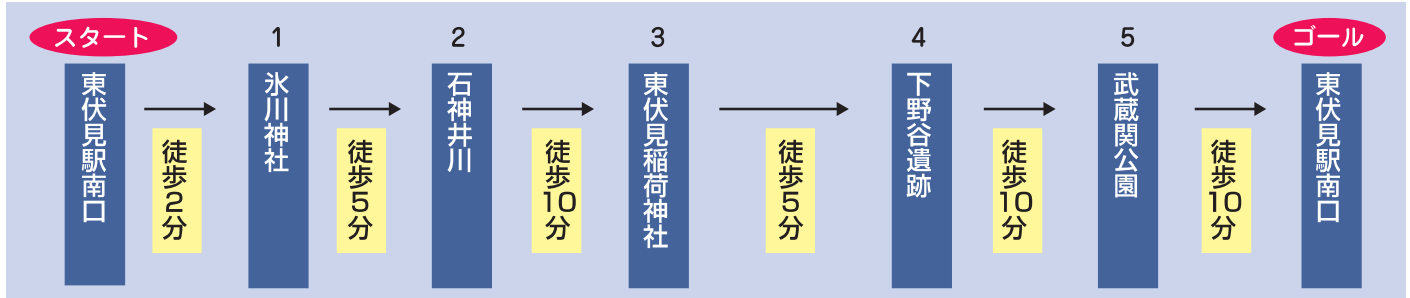 スタート
東伏見駅南口
徒歩2分
1
氷川神社
徒歩5分
2
石神井川
徒歩10分
3
東伏見稲荷神社
徒歩5分
4
下野谷遺跡
徒歩10分
5
武蔵関公園
徒歩10分
ゴール
東伏見駅南口